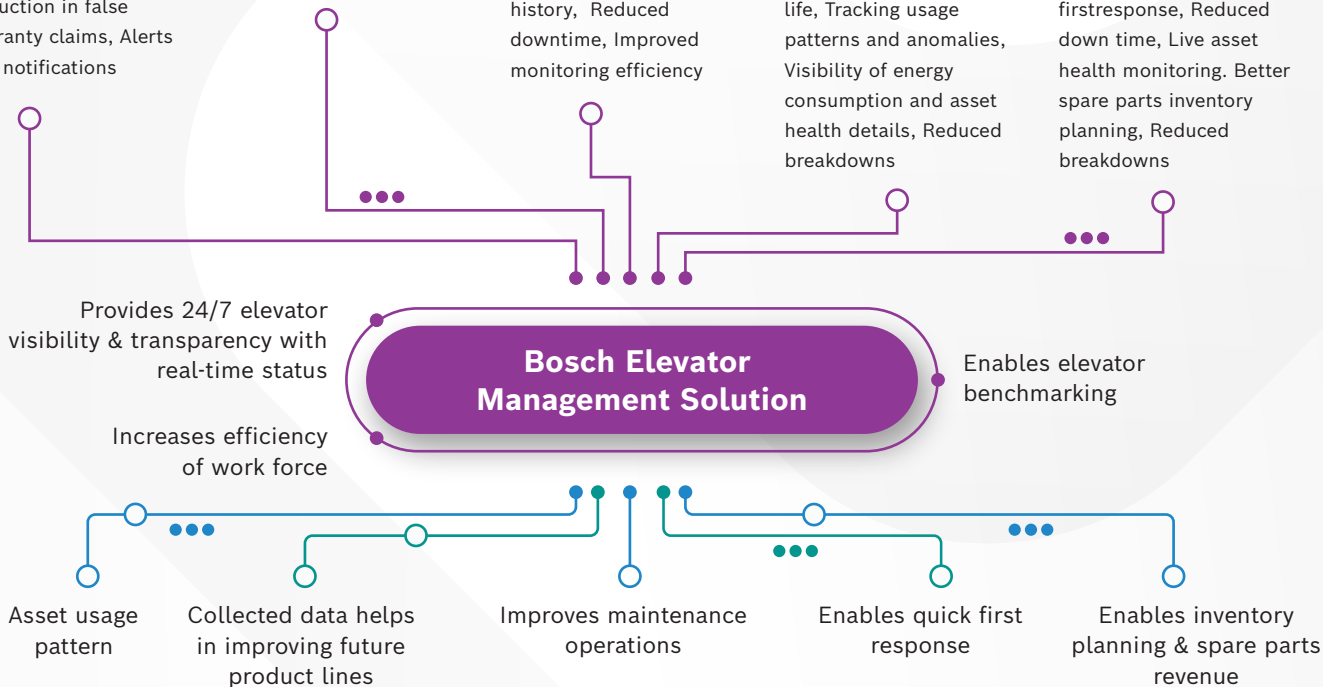 uction in false
ranty claims, Alerts
notifications
history, Reduced
downtime, Improved
monitoring efficiency
life, Tracking usage
patterns and anomalies,
Visibility of energy
consumption and asset
health details, Reduced
breakdowns
firstresponse, Reduced
down time, Live asset
health monitoring. Better
spare parts inventory
planning, Reduced
breakdowns
Provides 24/7 elevator
visibility & transparency with
real-time status
Increases efficiency
of work force
Bosch Elevator
Management Solution
Enables elevator
benchmarking
Asset usage
pattern
Collected data helps
in improving future
product lines
Improves maintenance
operations
Enables quick first
response
Enables inventory
planning & spare parts
revenue